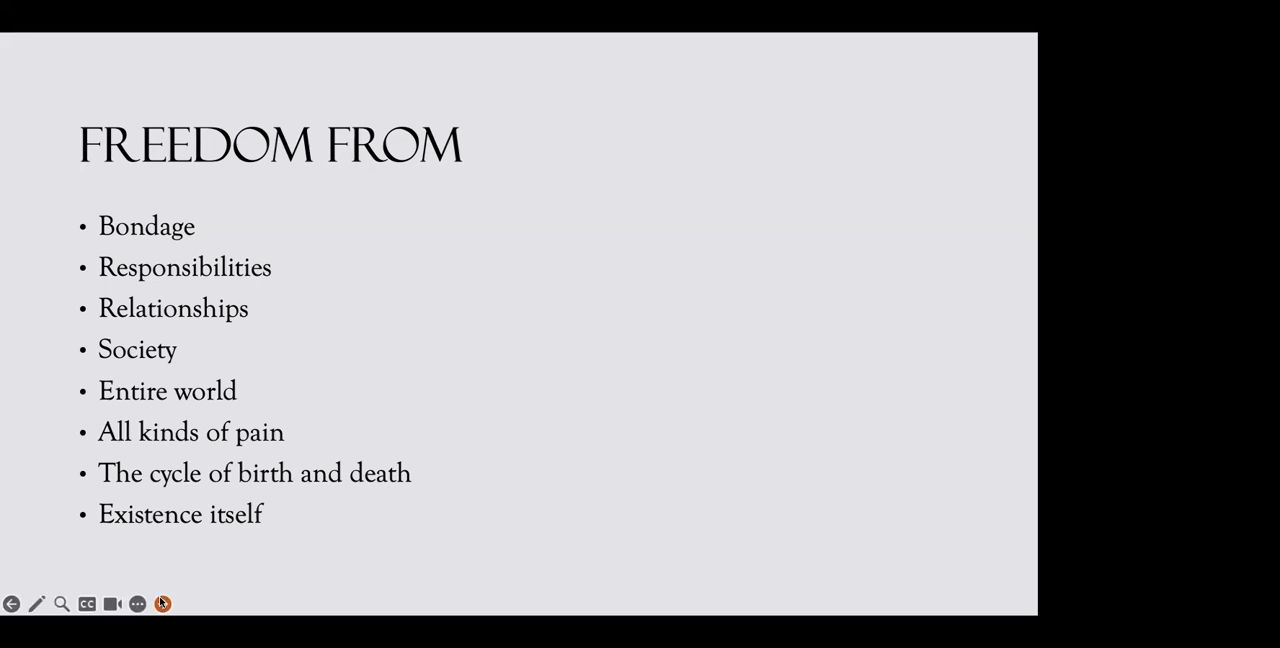 FREEDOM FROM
• Bondage
• Responsibilities
• Relationships
• Society
• Entire world
• All kinds of pain
• The cycle of birth and death
• Existence itself
CC